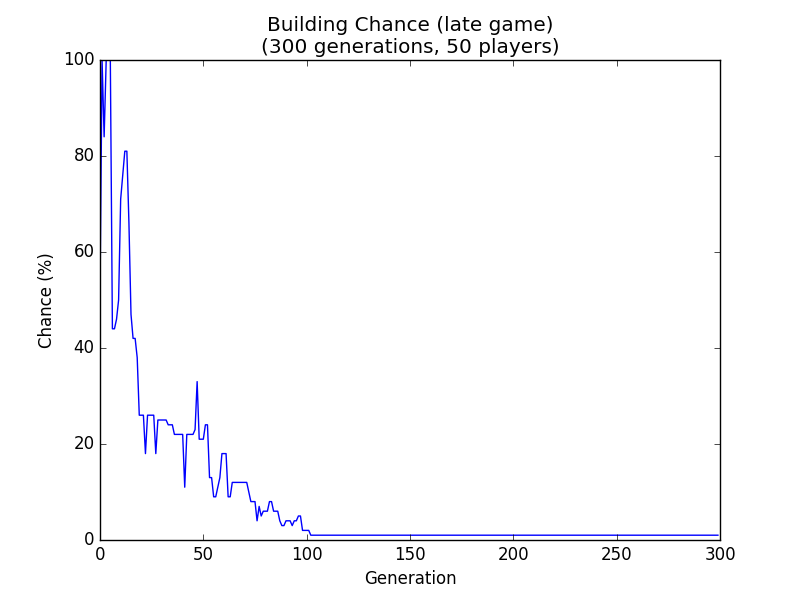 Building Chance (late game)
(300 generations, 50 players)
100
80
60
40
20
0
Chance (%)
0 50 100 150 200 250 300
Generation